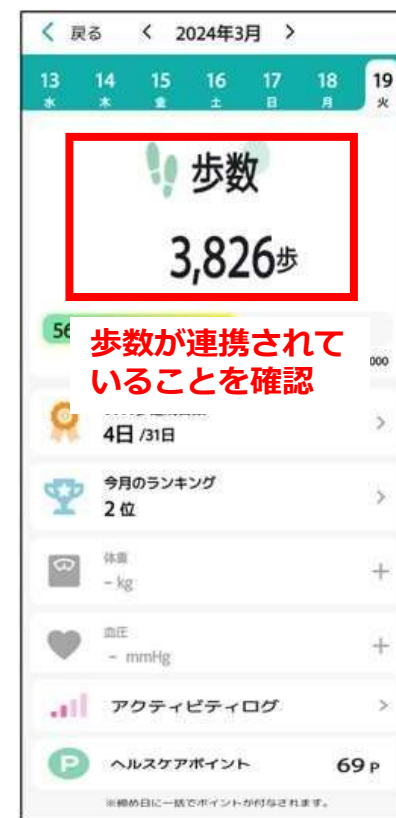 戻る
2024年3月
13 14 15 16 17 18 19
水 木 金 土 日 月 火
歩数
3,826歩
56
歩数が連携されて
いることを確認
000
4日 /31日
今月のランキング
2 位
体重
– kg
血圧
– mmHg
アクティビティログ
P ヘルスケアポイント 69 P
※締め日に一括でポイントが付与されます。